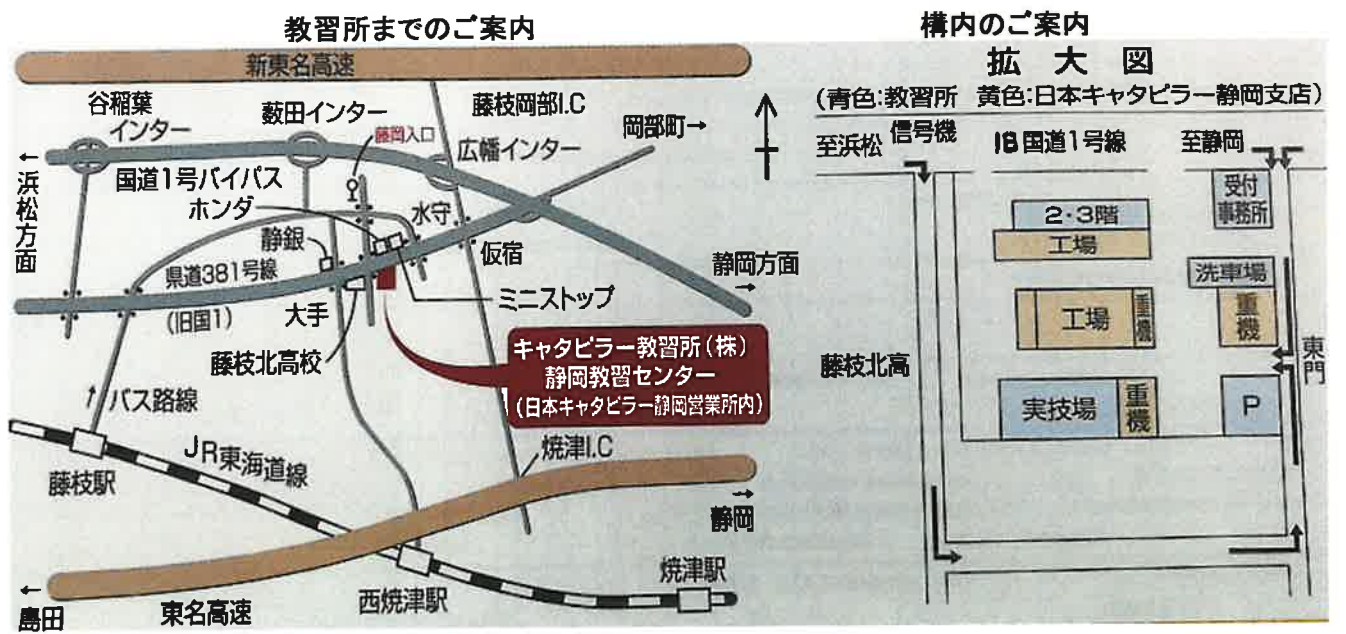 教習所までのご案内
新東名高速
谷稲葉
インター
薮田インター
藤枝岡部I.C
岡部町→
藤岡入口
広幡インター
←
浜松方面
国道1号バイパス
ホンダ
水守
静銀
仮宿
静岡方面
→
県道381号線
(旧国1)
大手
ミニストップ
藤枝北高校
キャタピラー教習所(株)
静岡教習センター
(日本キャタピラー静岡営業所内)
バス路線
JR東海道線
藤枝駅
焼津I.C
→
静岡
焼津駅
西焼津駅
←
島田
東名高速
構内のご案内
拡大図
(青色:教習所 黄色:日本キャタピラー静岡支店)
至浜松
信号機
旧国道1号線
至静岡
受付
事務所
2・3階
工場
洗車場
工場
重機
重機
東門
藤枝北高
実技場
重機
P